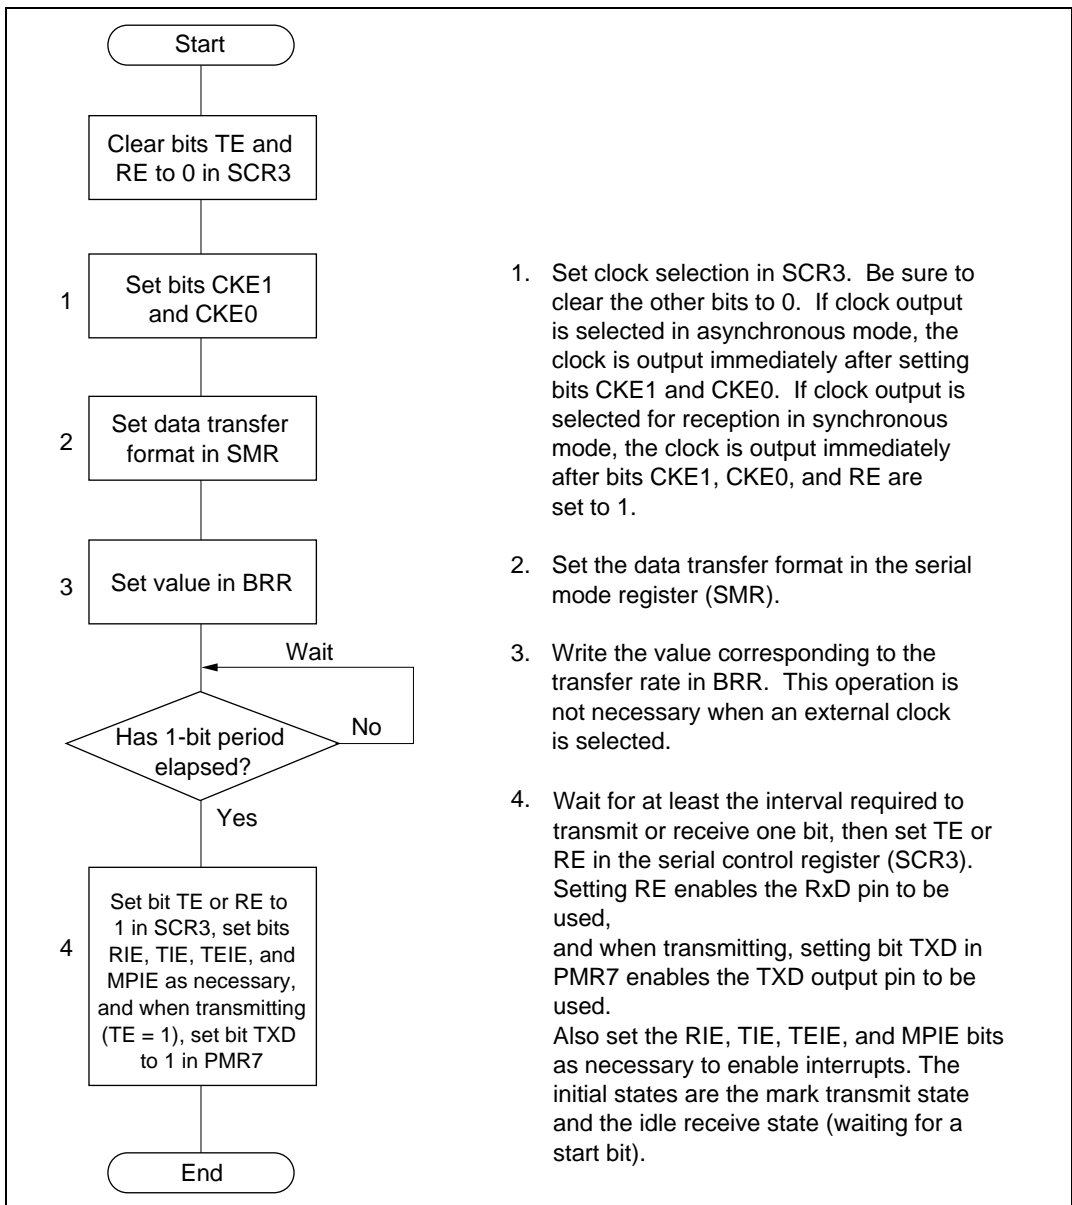 Start
Clear bits TE and
RE to 0 in SCR3
1
Set bits CKE1
and CKE0
2
Set data transfer
format in SMR
3
Set value in BRR
Wait
Has 1-bit period
elapsed?
No
Yes
4
Set bit TE or RE to
1 in SCR3, set bits
RIE, TIE, TEIE, and
MPIE as necessary,
and when transmitting
(TE = 1), set bit TXD
to 1 in PMR7
End
1. Set clock selection in SCR3. Be sure to
clear the other bits to 0. If clock output
is selected in asynchronous mode, the
clock is output immediately after setting
bits CKE1 and CKE0. If clock output is
selected for reception in synchronous
mode, the clock is output immediately
after bits CKE1, CKE0, and RE are
set to 1.
2. Set the data transfer format in the serial
mode register (SMR).
3. Write the value corresponding to the
transfer rate in BRR. This operation is
not necessary when an external clock
is selected.
4. Wait for at least the interval required to
transmit or receive one bit, then set TE or
RE in the serial control register (SCR3).
Setting RE enables the RxD pin to be
used,
and when transmitting, setting bit TXD in
PMR7 enables the TXD output pin to be
used.
Also set the RIE, TIE, TEIE, and MPIE bits
as necessary to enable interrupts. The
initial states are the mark transmit state
and the idle receive state (waiting for a
start bit).